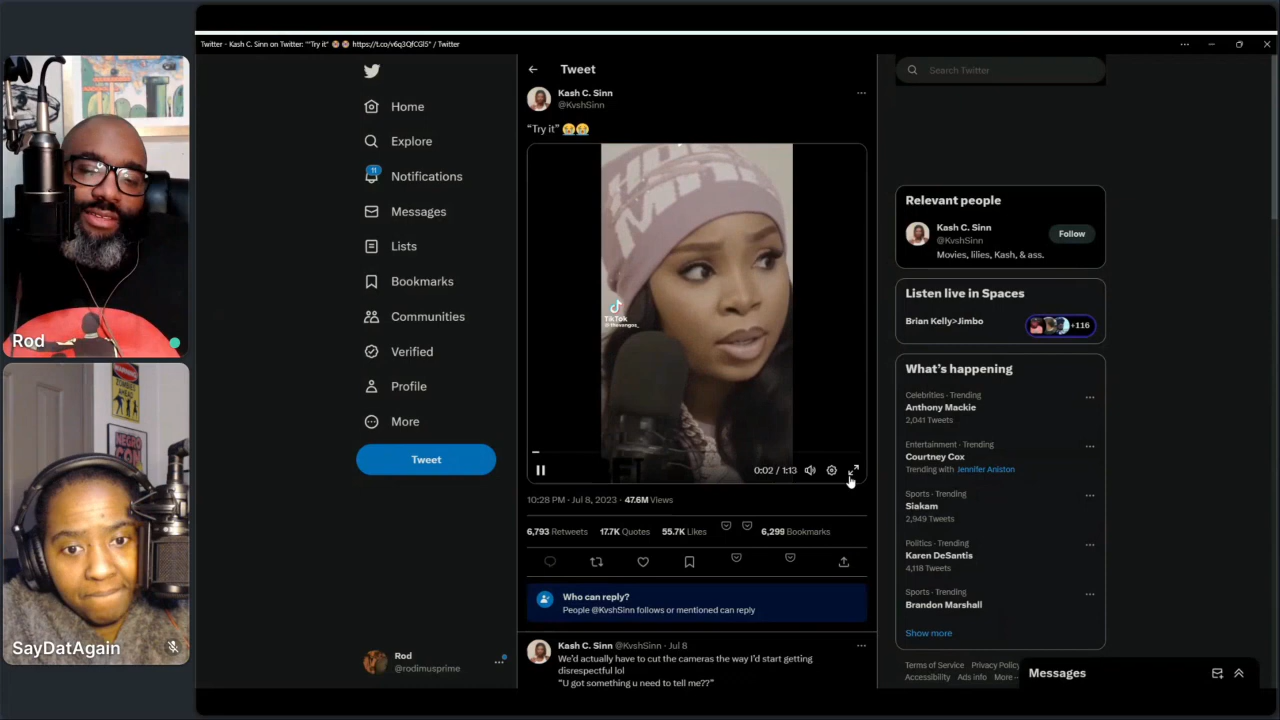 Twitter - Kash C. Sinn on Twitter: "“Try it” 😭😭 https://t.co/v6q3QfCGl5" / Twitter
Rod
SayDatAgain
ZOMBIES
AHEAD
NEGRO
CON
Home
Explore
11
Notifications
Messages
Lists
Bookmarks
Communities
Verified
Profile
More
Tweet
Rod
@rodimusprime
Tweet
Kash C. Sinn
@KvshSinn
“Try it” 😭😭
TikTok
0:02 / 1:13
10:28 PM · Jul 8, 2023 · 47.6M Views
6,793 Retweets 17.7K Quotes 55.7K Likes 6,299 Bookmarks
Who can reply?
People @KvshSinn follows or mentioned can reply
Kash C. Sinn @KvshSinn · Jul 8
We'd actually have to cut the cameras the way I'd start getting
disrespectful lol
“U got something u need to tell me??”
Search Twitter
Relevant people
Kash C. Sinn
@KvshSinn
Follow
Movies, lilies, Kash, & ass.
Listen live in Spaces
Brian Kelly>Jimbo
+116
What's happening
Celebrities · Trending
Anthony Mackie
2,041 Tweets
Entertainment · Trending
Courtney Cox
Trending with Jennifer Aniston
Sports · Trending
Siakam
2,949 Tweets
Politics · Trending
Karen DeSantis
4,118 Tweets
Sports · Trending
Brandon Marshall
Show more
Terms of Service Privacy Policy
Accessibility Ads info More ···
Messages